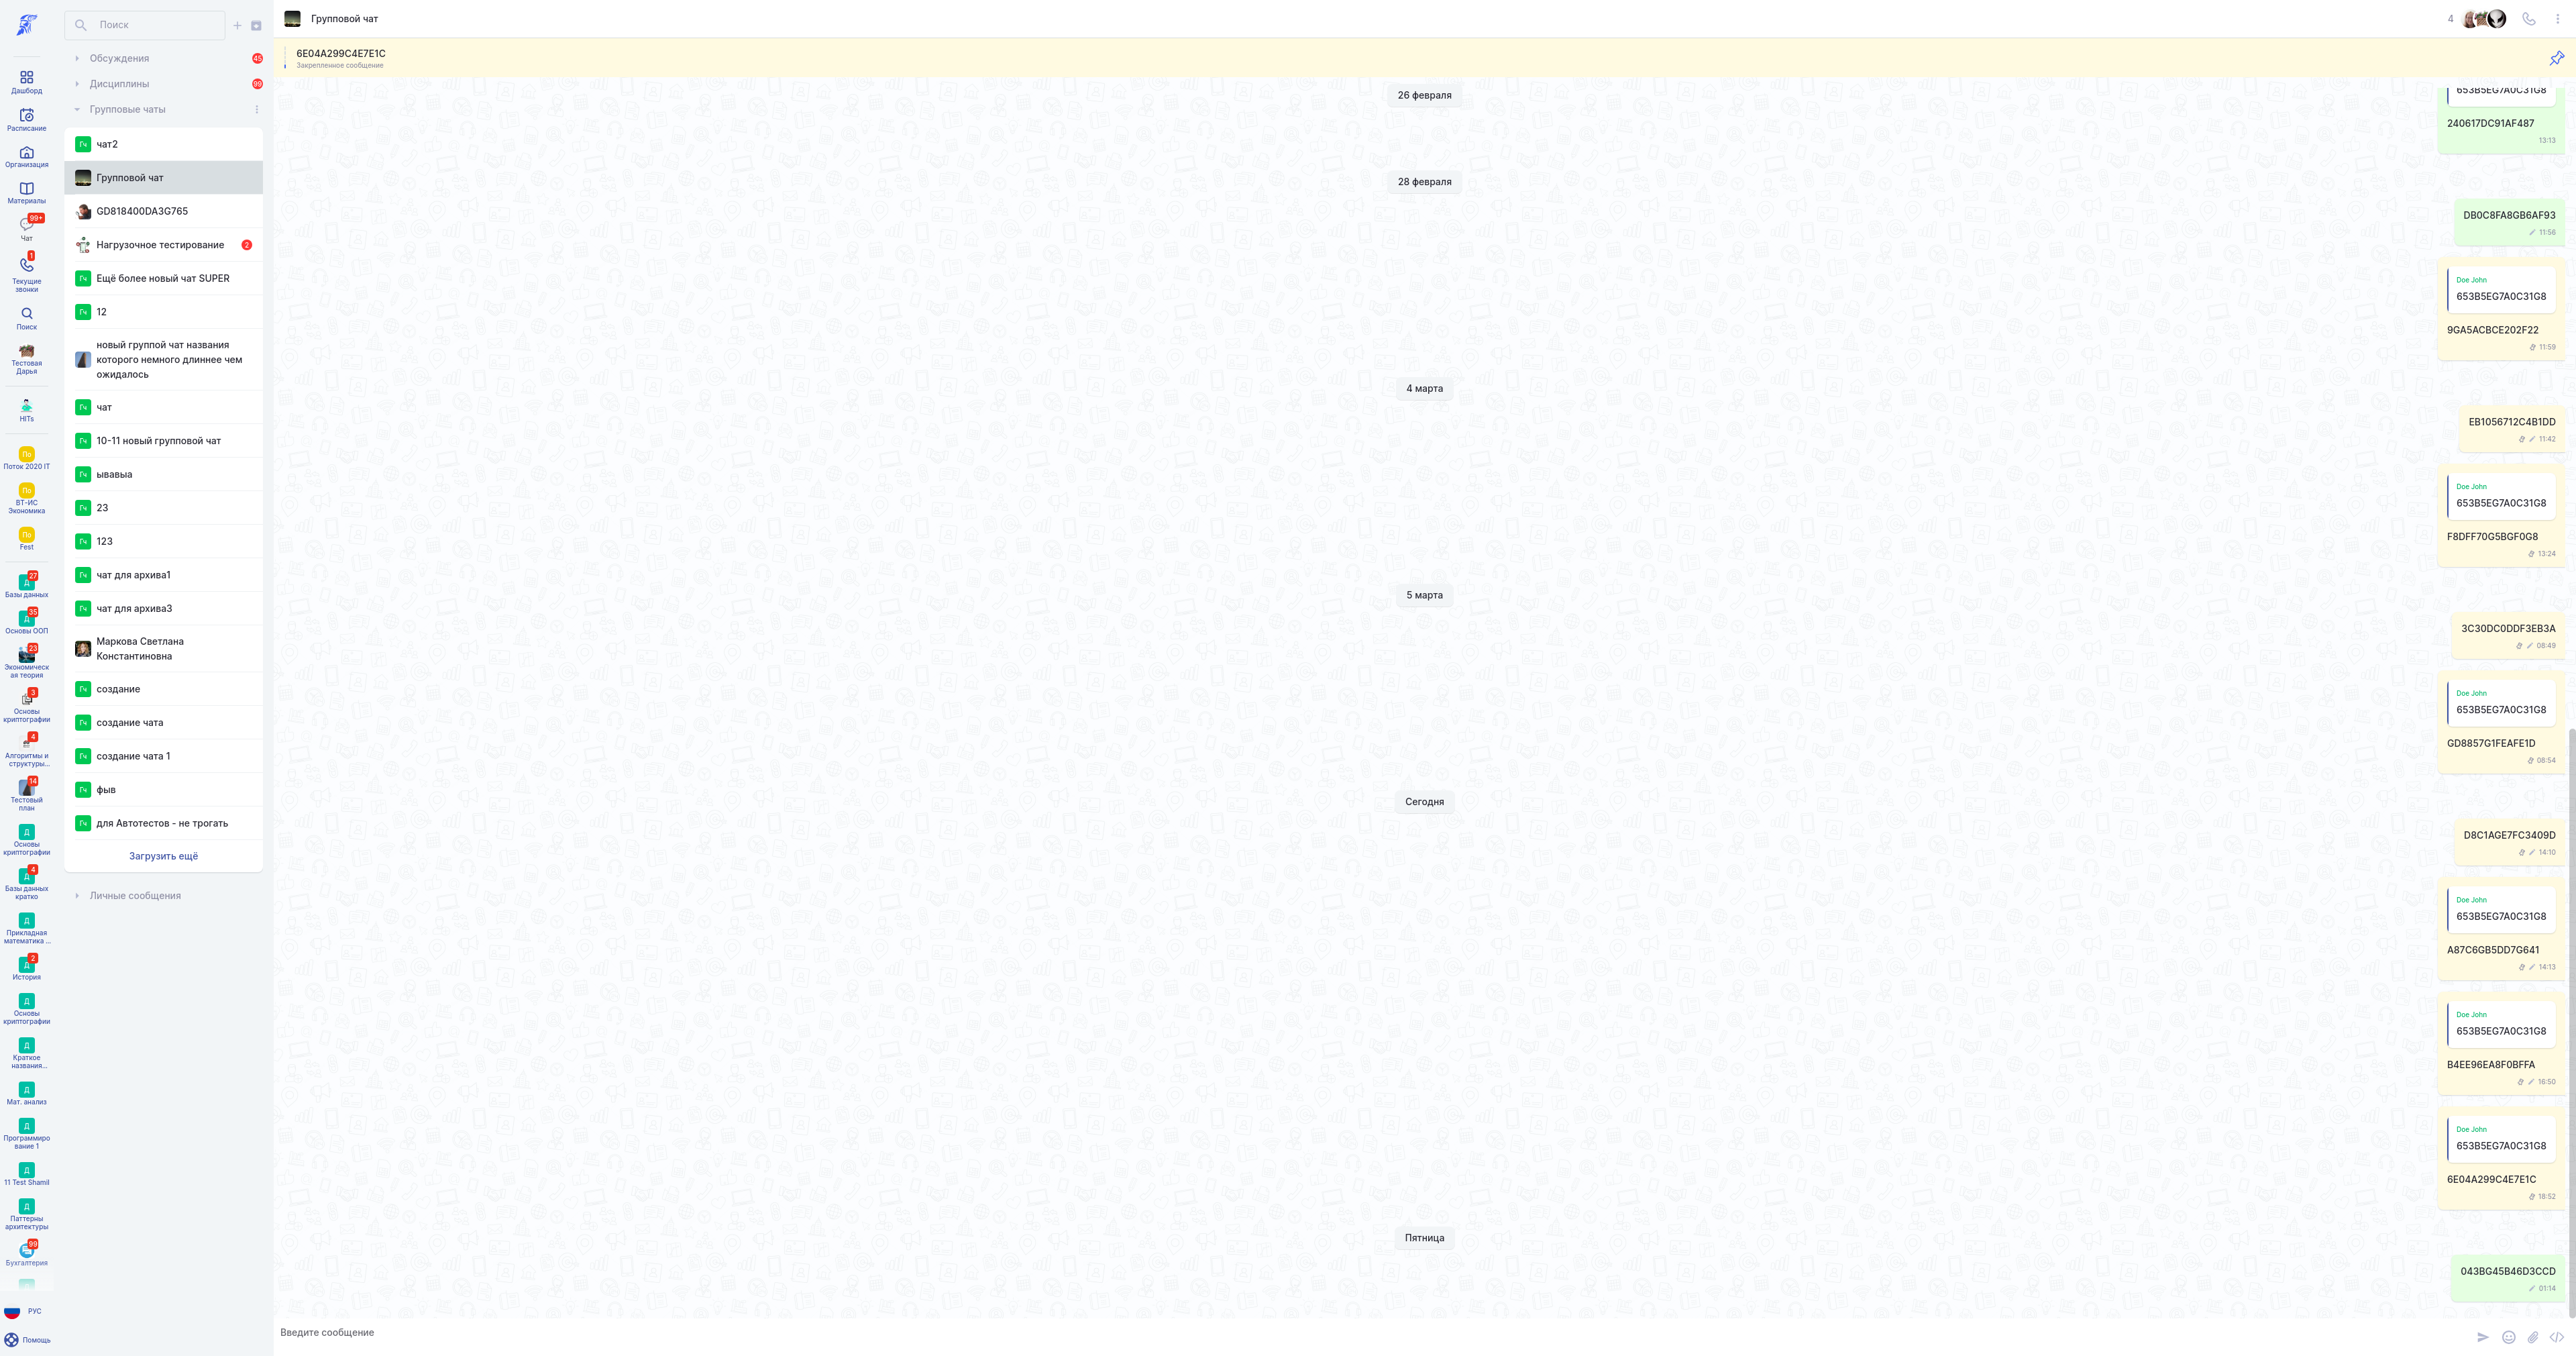 Дашборд
Расписание
Организация
Материалы
99+
Чат
1
Текущие
звонки
Поиск
Тестовая
Дарья
HITs
По
Поток 2020 IT
По
ВТ-ИС
Экономика
По
Fest
27
Д
Базы данных
35
Д
Основы ООП
23
Экономическ
ая теория
3
Основы
криптографии
4
Алгоритмы и
структуры...
14
Тестовый
план
Д
Основы
криптографии
4
Д
Базы данных
кратко
Д
Прикладная
математика ...
2
Д
История
Д
Основы
криптографии
Д
Краткое
названия...
Д
Мат. анализ
Д
Программиро
вание 1
Д
11 Test Shamil
Д
Паттерны
архитектуры
99
Бухгалтерия
РУС
Помощь
Поиск
Обсуждения 45
Дисциплины 99
Групповые чаты
Гч чат2
Групповой чат
GD818400DA3G765
Нагрузочное тестирование 2
Гч Ещё более новый чат SUPER
Гч 12
новый группой чат названия
которого немного длиннее чем
ожидалось
Гч чат
Гч 10-11 новый групповой чат
Гч ывавыа
Гч 23
Гч 123
Гч чат для архива1
Гч чат для архива3
Маркова Светлана
Константиновна
Гч создание
Гч создание чата
Гч создание чата 1
Гч фыв
Гч для Автотестов - не трогать
Загрузить ещё
Личные сообщения
Групповой чат
4
6E04A299C4E7E1C
Закрепленное сообщение
26 февраля
653B5EG7A0C31G8
240617DC91AF487
13:13
28 февраля
DB0C8FA8GB6AF93
11:56
Doe John
653B5EG7A0C31G8
9GA5ACBCE202F22
11:59
4 марта
EB1056712C4B1DD
11:42
Doe John
653B5EG7A0C31G8
F8DFF70G5BGF0G8
13:24
5 марта
3C30DC0DDF3EB3A
08:49
Doe John
653B5EG7A0C31G8
GD8857G1FEAFE1D
08:54
Сегодня
D8C1AGE7FC3409D
14:10
Doe John
653B5EG7A0C31G8
A87C6GB5DD7G641
14:13
Doe John
653B5EG7A0C31G8
B4EE96EA8F0BFFA
16:50
Doe John
653B5EG7A0C31G8
6E04A299C4E7E1C
18:52
Пятница
043BG45B46D3CCD
01:14
Введите сообщение